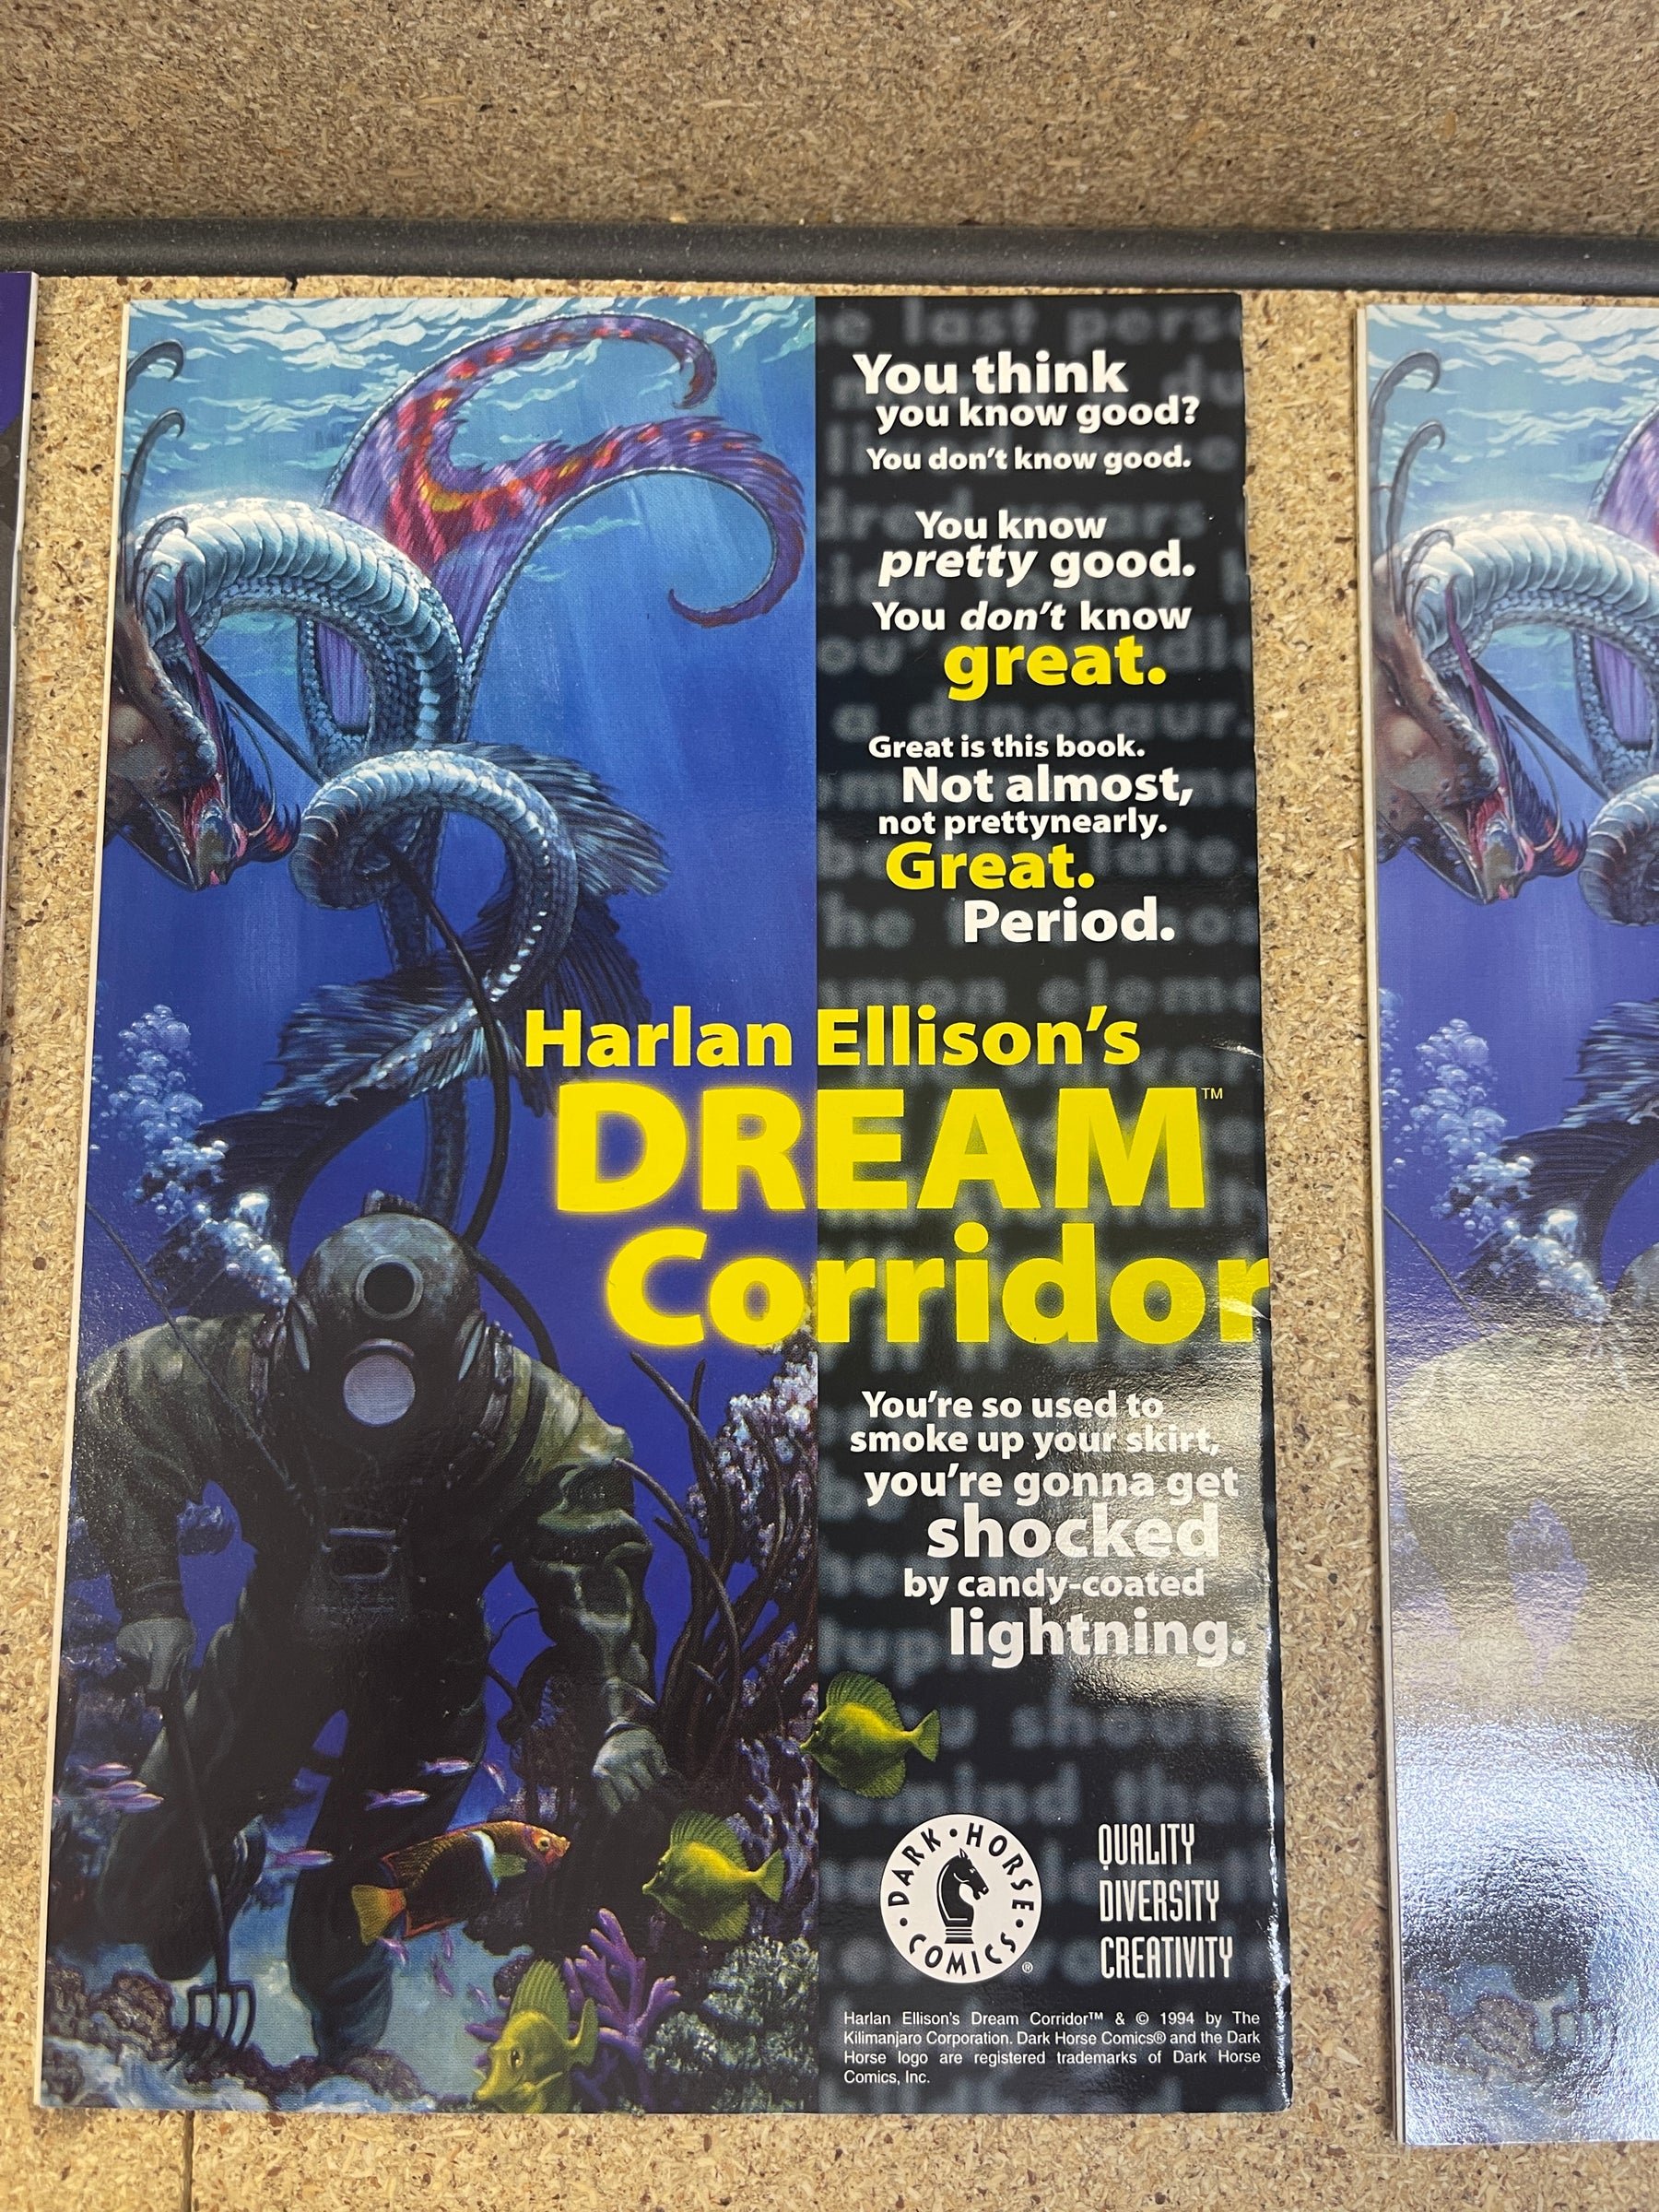 You think
you know good?
You don't know good.
You know
pretty good.
You don't know
great.
Great is this book.
Not almost,
not prettynearly.
Great.
Period.
Harlan Ellison's
DREAM™
Corridor
You're so used to
smoke up your skirt,
you're gonna get
shocked
by candy-coated
lightning.
DARK • HORSE • COMICS • ®
QUALITY
DIVERSITY
CREATIVITY
Harlan Ellison's Dream Corridor™ & © 1994 by The
Kilimanjaro Corporation. Dark Horse Comics® and the Dark
Horse logo are registered trademarks of Dark Horse
Comics, Inc.
last
a dinosaur.